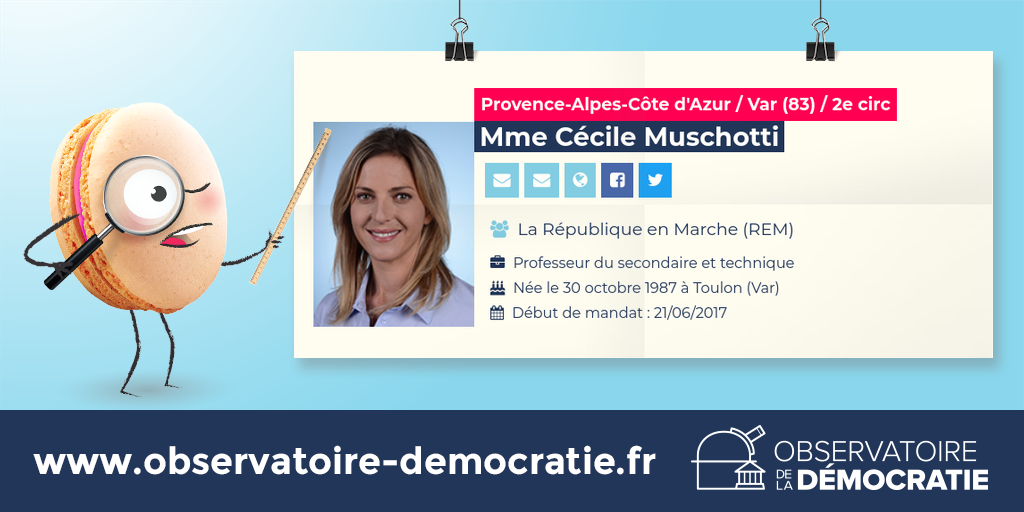 Provence-Alpes-Côte d'Azur / Var (83) / 2e circ
Mme Cécile Muschotti
La République en Marche (REM)
Professeur du secondaire et technique
Née le 30 octobre 1987 à Toulon (Var)
Début de mandat : 21/06/2017
www.observatoire-democratie.fr
OBSERVATOIRE
DE LA DÉMOCRATIE